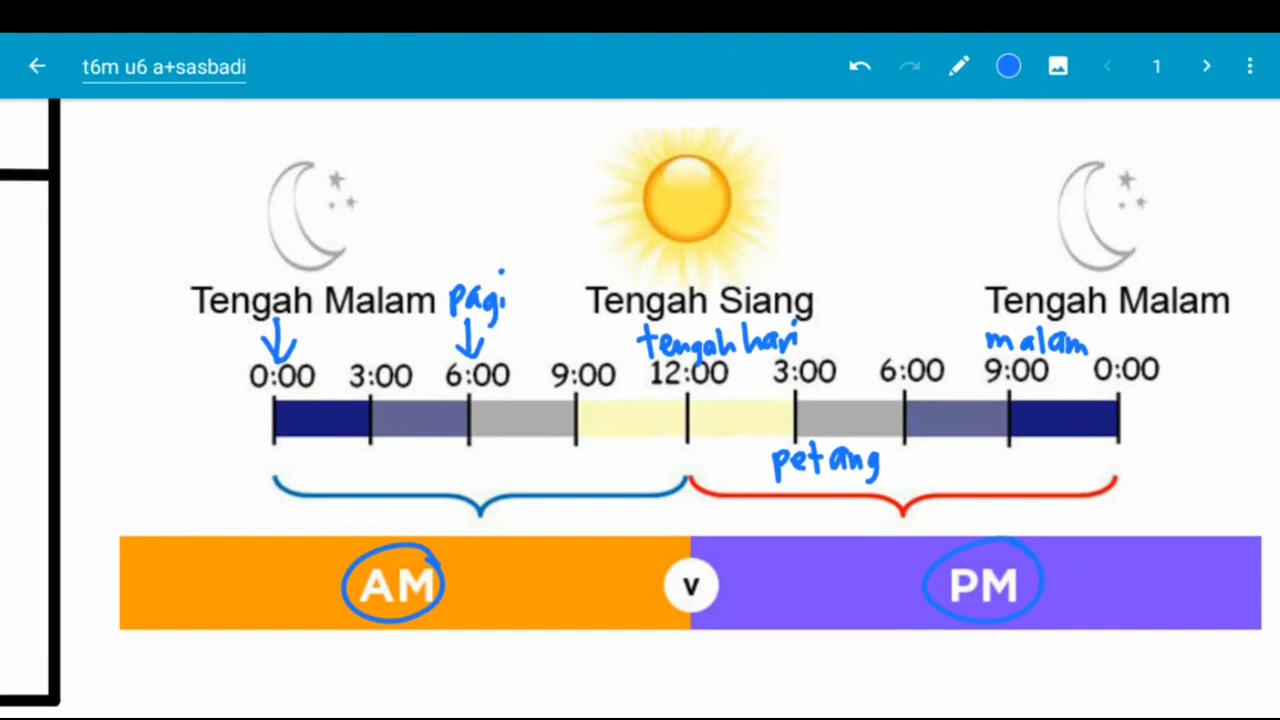 t6m u6 a+sasbadi
1
Tengah Malam pagi Tengah Siang Tengah Malam
tengah hari malam
0:00 3:00 6:00 9:00 12:00 3:00 6:00 9:00 0:00
petang
AM v PM